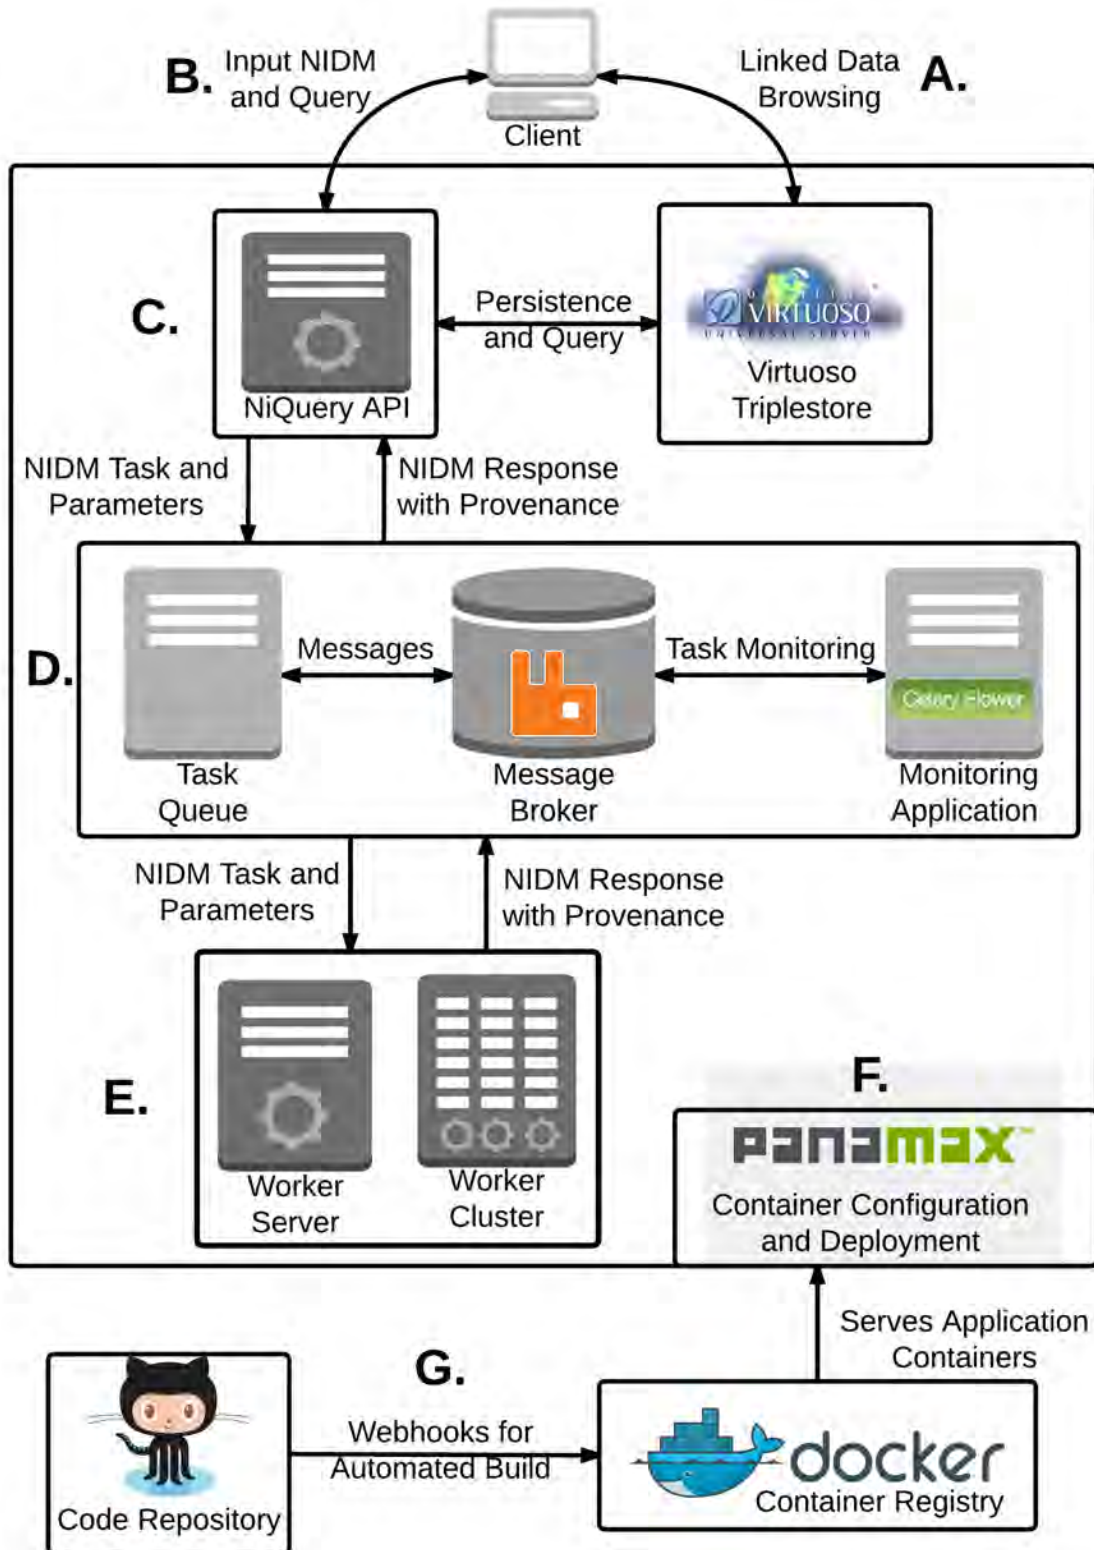 B.
Input NIDM
and Query
Linked Data
Browsing
A.
Client
C.
NiQuery API
Persistence
and Query
VIRTUOSO
UNIVERSAL SERVER
Virtuoso
Triplestore
NIDM Task and
Parameters
NIDM Response
with Provenance
D.
Messages
Task Monitoring
Celery Flower
Task
Queue
Message
Broker
Monitoring
Application
NIDM Task and
Parameters
NIDM Response
with Provenance
E.
Worker
Server
Worker
Cluster
F.
panamax™
Container Configuration
and Deployment
Serves Application
Containers
G.
Webhooks for
Automated Build
Code Repository
docker
Container Registry